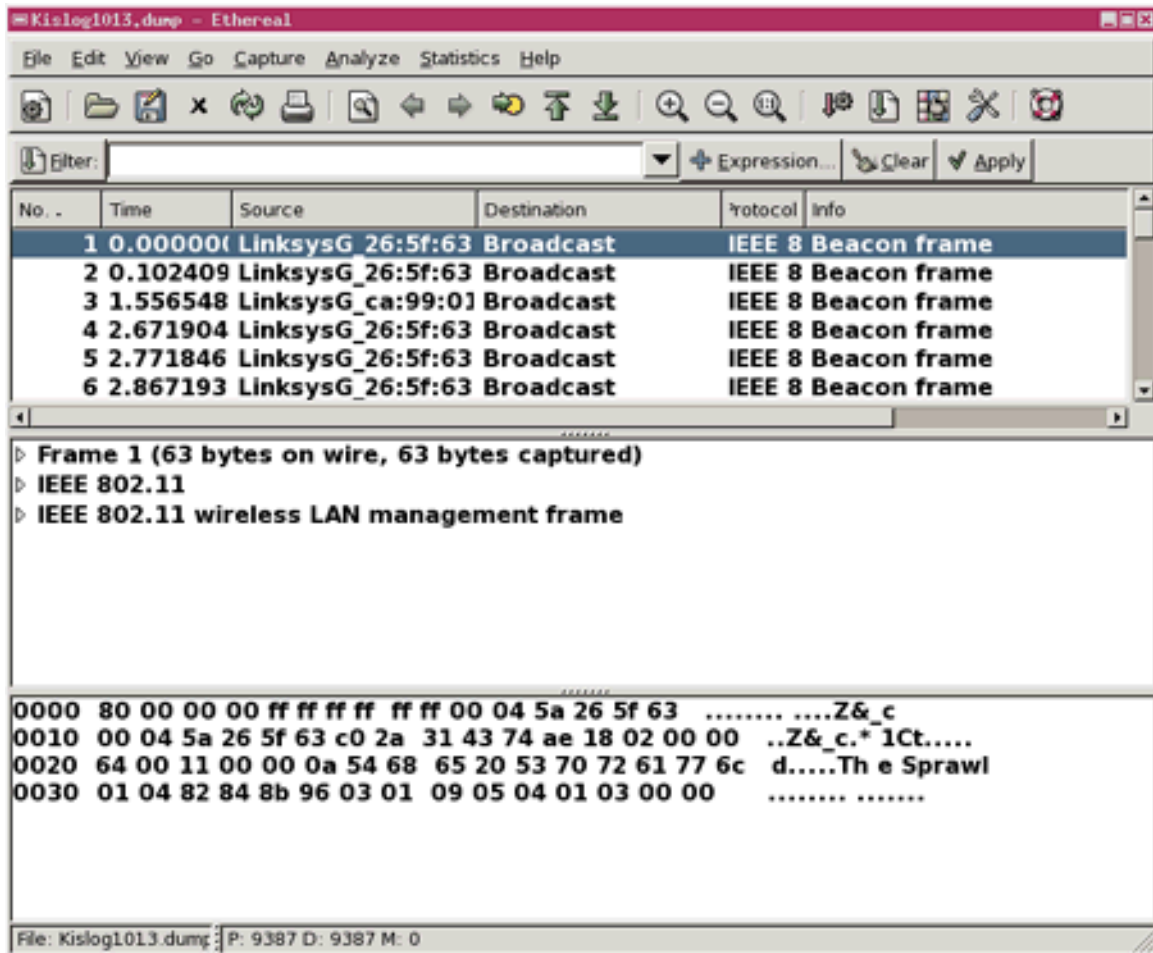 Kislog1013.dump - Ethereal
File Edit View Go Capture Analyze Statistics Help
Filter: Expression... Clear Apply
No. . Time Source Destination Protocol Info
1 0.000000 LinksysG_26:5f:63 Broadcast IEEE 8 Beacon frame
2 0.102409 LinksysG_26:5f:63 Broadcast IEEE 8 Beacon frame
3 1.556548 LinksysG_ca:99:01 Broadcast IEEE 8 Beacon frame
4 2.671904 LinksysG_26:5f:63 Broadcast IEEE 8 Beacon frame
5 2.771846 LinksysG_26:5f:63 Broadcast IEEE 8 Beacon frame
6 2.867193 LinksysG_26:5f:63 Broadcast IEEE 8 Beacon frame
Frame 1 (63 bytes on wire, 63 bytes captured)
IEEE 802.11
IEEE 802.11 wireless LAN management frame
0000 80 00 00 00 ff ff ff ff ff ff 00 04 5a 26 5f 63 ........ ....Z&_c
0010 00 04 5a 26 5f 63 c0 2a 31 43 74 ae 18 02 00 00 ..Z&_c.* 1Ct.....
0020 64 00 11 00 00 0a 54 68 65 20 53 70 72 61 77 6c d.....Th e Sprawl
0030 01 04 82 84 8b 96 03 01 09 05 04 01 03 00 00 ........ .......
File: Kislog1013.dump P: 9387 D: 9387 M: 0